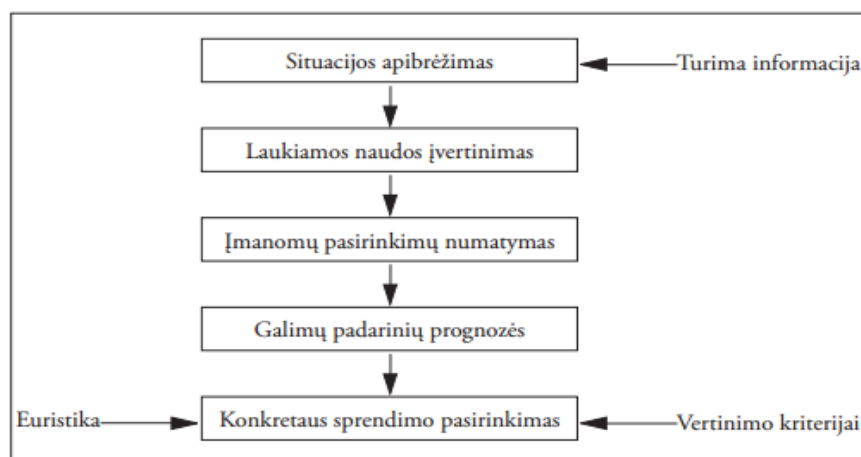 Situacijos apibrėžimas
Turima informacija
Laukiamos naudos įvertinimas
Įmanomų pasirinkimų numatymas
Galimų padarinių prognozės
Euristika
Konkretaus sprendimo pasirinkimas
Vertinimo kriterijai